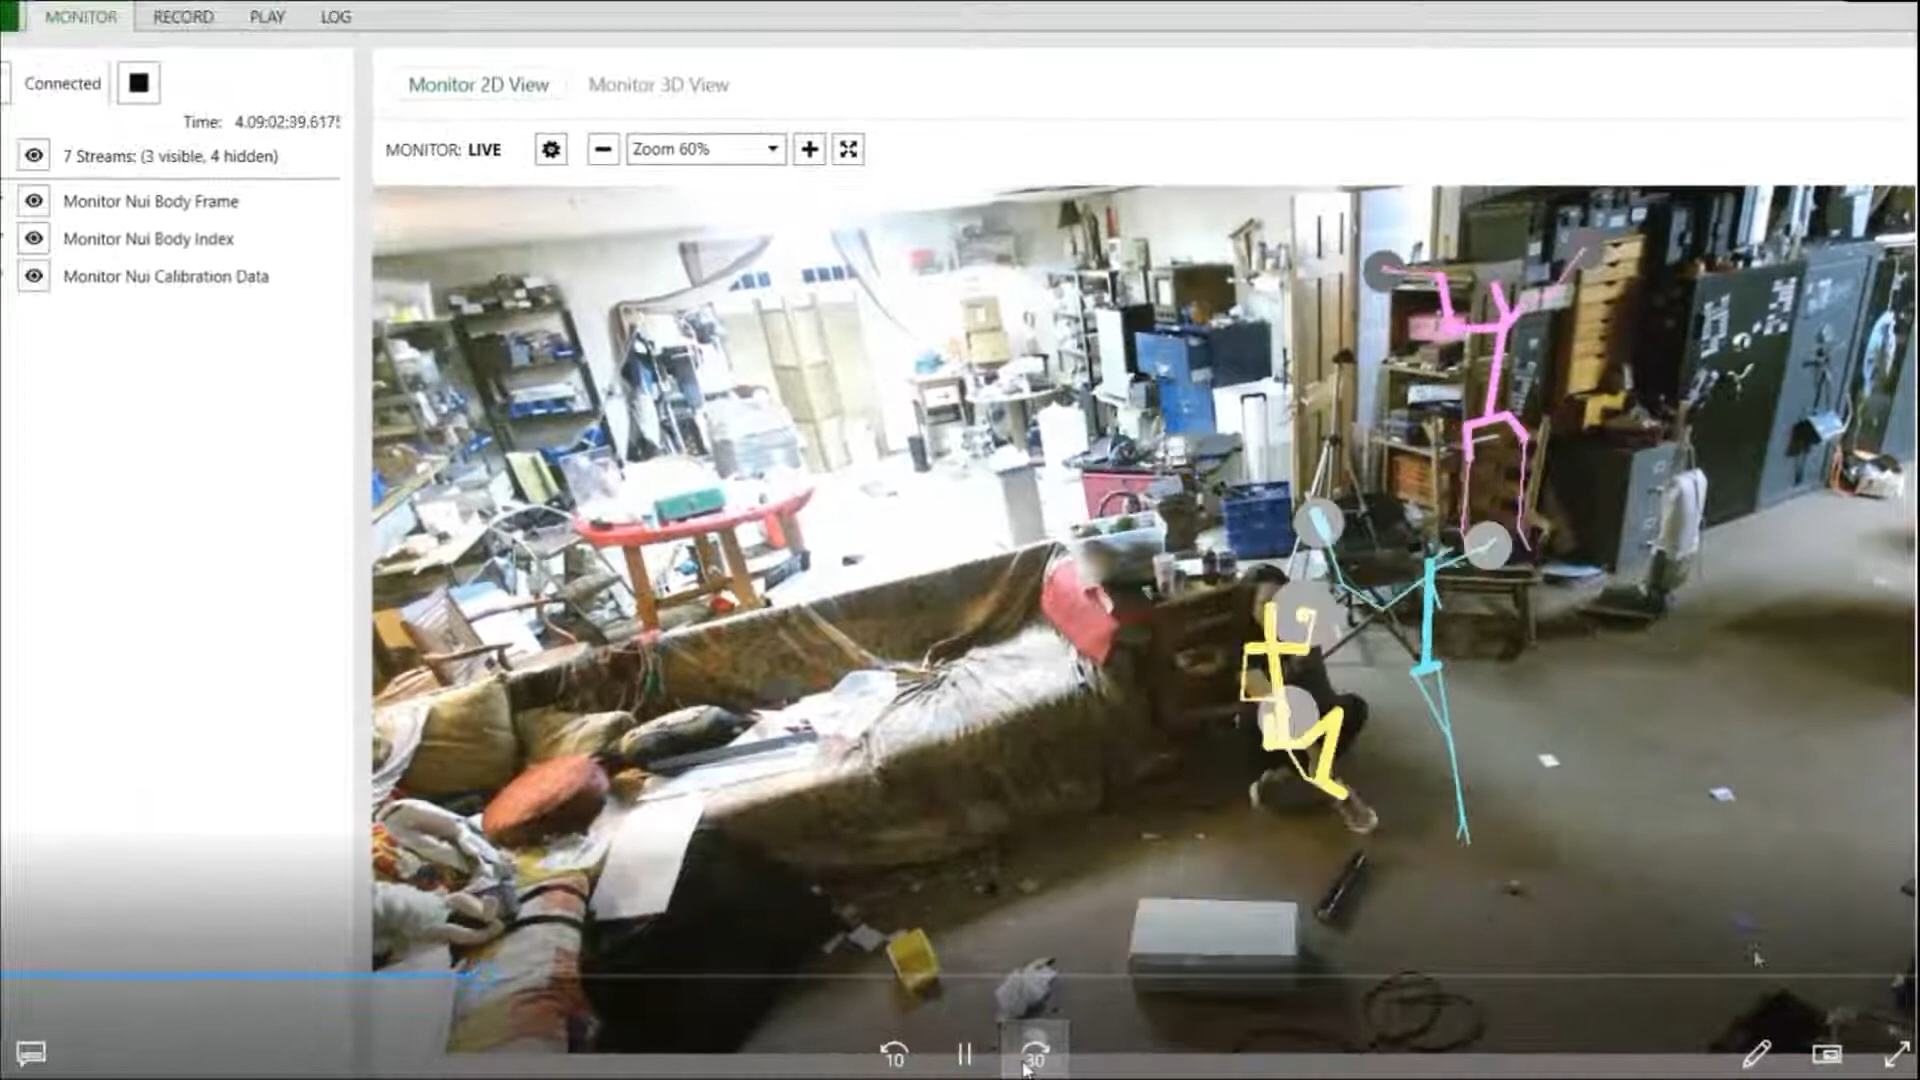 MONITOR RECORD PLAY LOG
Connected
Time: 4.09:02:39.6175
7 Streams: (3 visible, 4 hidden)
Monitor Nui Body Frame
Monitor Nui Body Index
Monitor Nui Calibration Data
Monitor 2D View Monitor 3D View
MONITOR: LIVE Zoom 60%
10 30